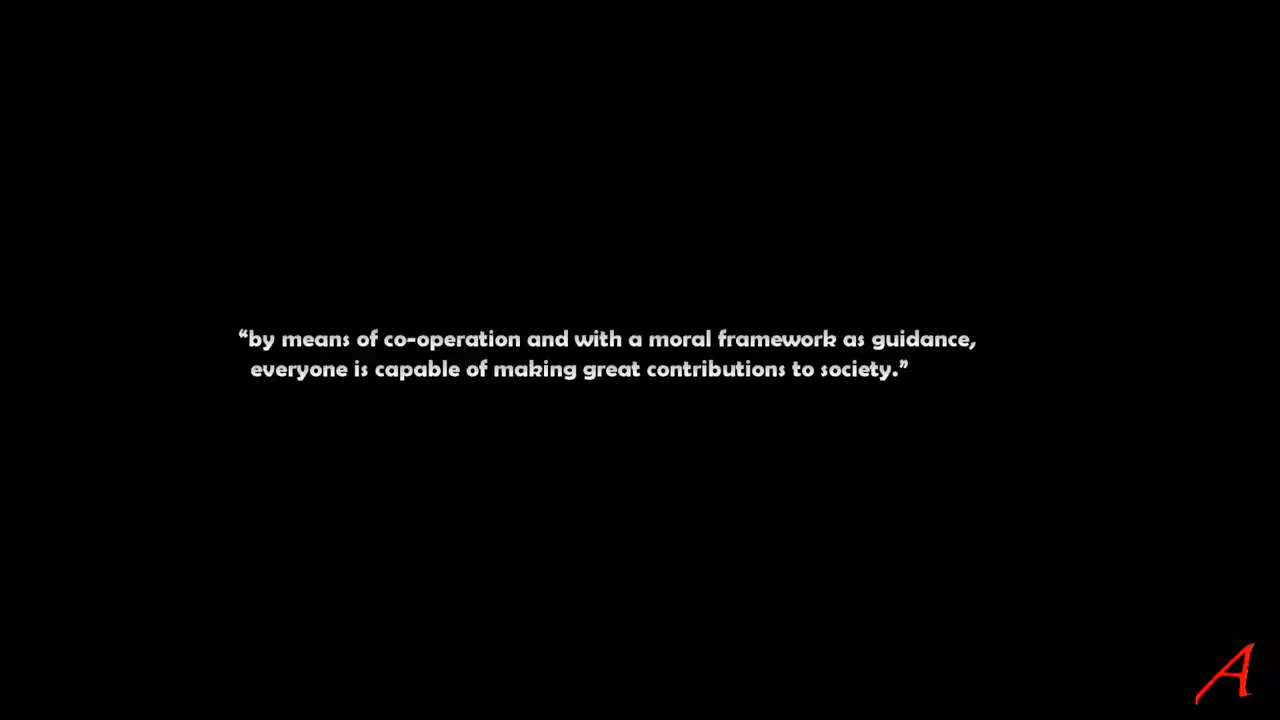 “by means of co-operation and with a moral framework as guidance,
everyone is capable of making great contributions to society.”
A